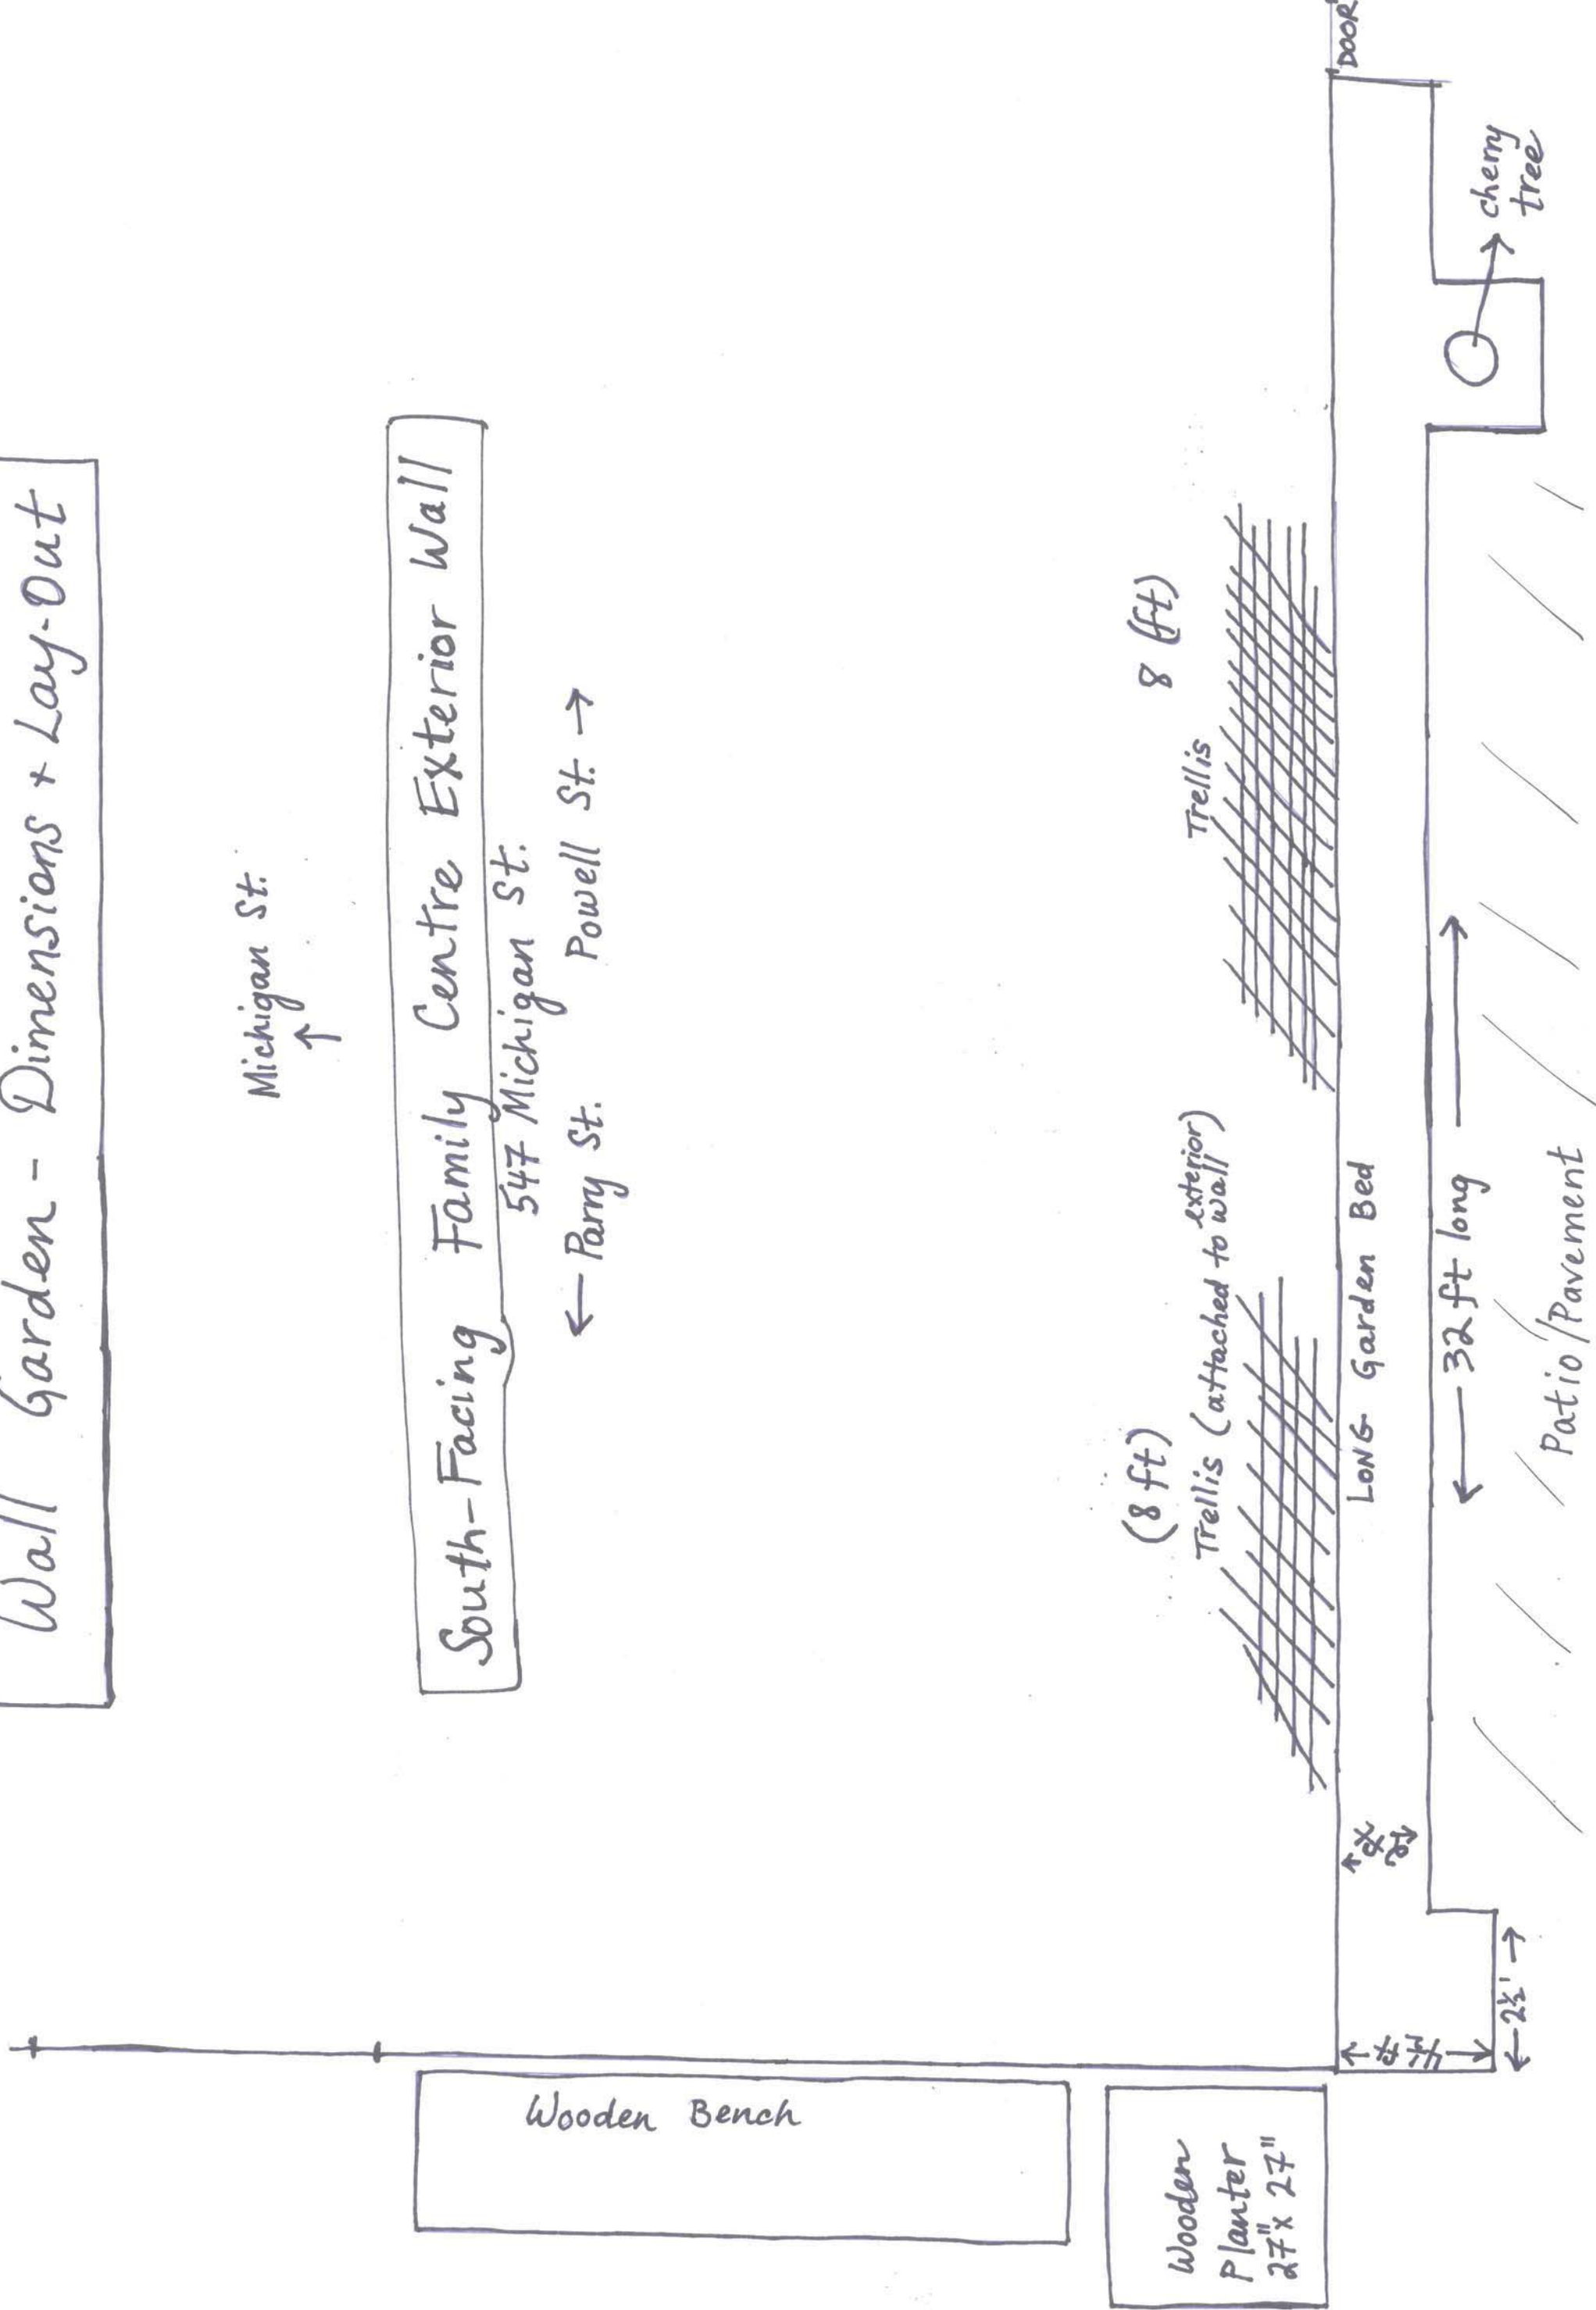 Wall Garden - Dimensions + Lay-Out
Michigan St.
↑
South-Facing Family Centre Exterior Wall
547 Michigan St.
← Parry St. Powell St. →
(8 ft)
8 (ft)
Trellis (attached to exterior wall)
Trellis
DOOR
Wooden Bench
Wooden
Planter
27" x 27"
LONG Garden Bed
2 ft
← 32 ft long →
← 2½' →
cherry
tree
Patio/Pavement